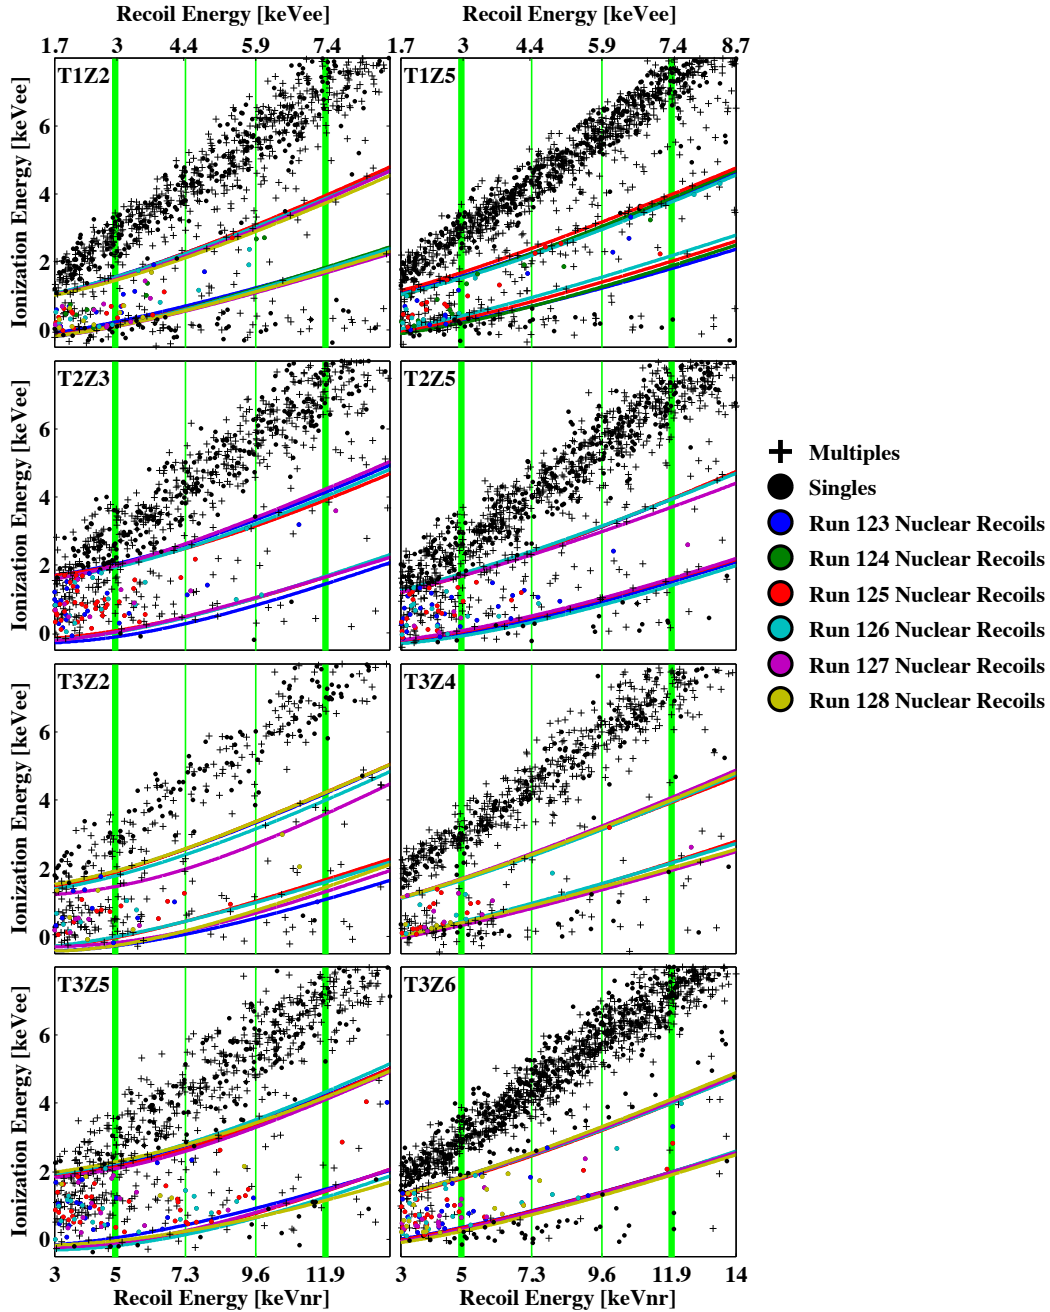 Recoil Energy [keVee] Recoil Energy [keVee]
1.7 3 4.4 5.9 7.4 1.7 3 4.4 5.9 7.4 8.7
T1Z2 T1Z5
Ionization Energy [keVee]
6
4
2
0
T2Z3 T2Z5
Ionization Energy [keVee]
6
4
2
0
Multiples
Singles
Run 123 Nuclear Recoils
Run 124 Nuclear Recoils
Run 125 Nuclear Recoils
Run 126 Nuclear Recoils
Run 127 Nuclear Recoils
Run 128 Nuclear Recoils
T3Z2 T3Z4
Ionization Energy [keVee]
6
4
2
0
T3Z5 T3Z6
Ionization Energy [keVee]
6
4
2
0
3 5 7.3 9.6 11.9 3 5 7.3 9.6 11.9 14
Recoil Energy [keVnr] Recoil Energy [keVnr]